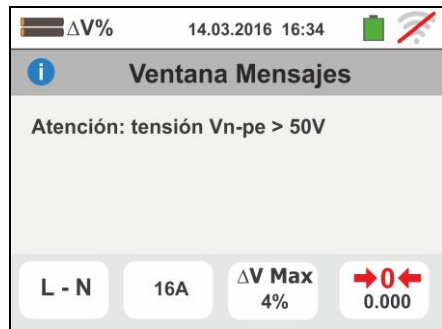 ΔV% 14.03.2016 16:34
i Ventana Mensajes
Atención: tensión Vn-pe > 50V
L - N 16A ΔV Max 4% →0← 0.000